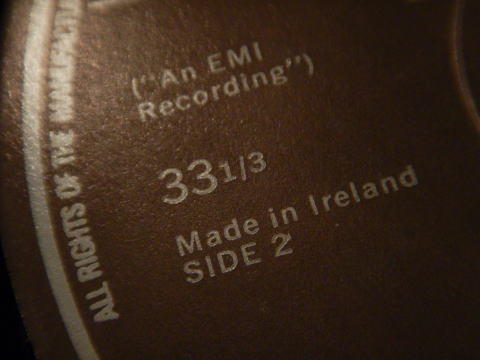 ("An EMI
Recording")
33 1/3
Made in Ireland
SIDE 2
ALL RIGHTS OF THE